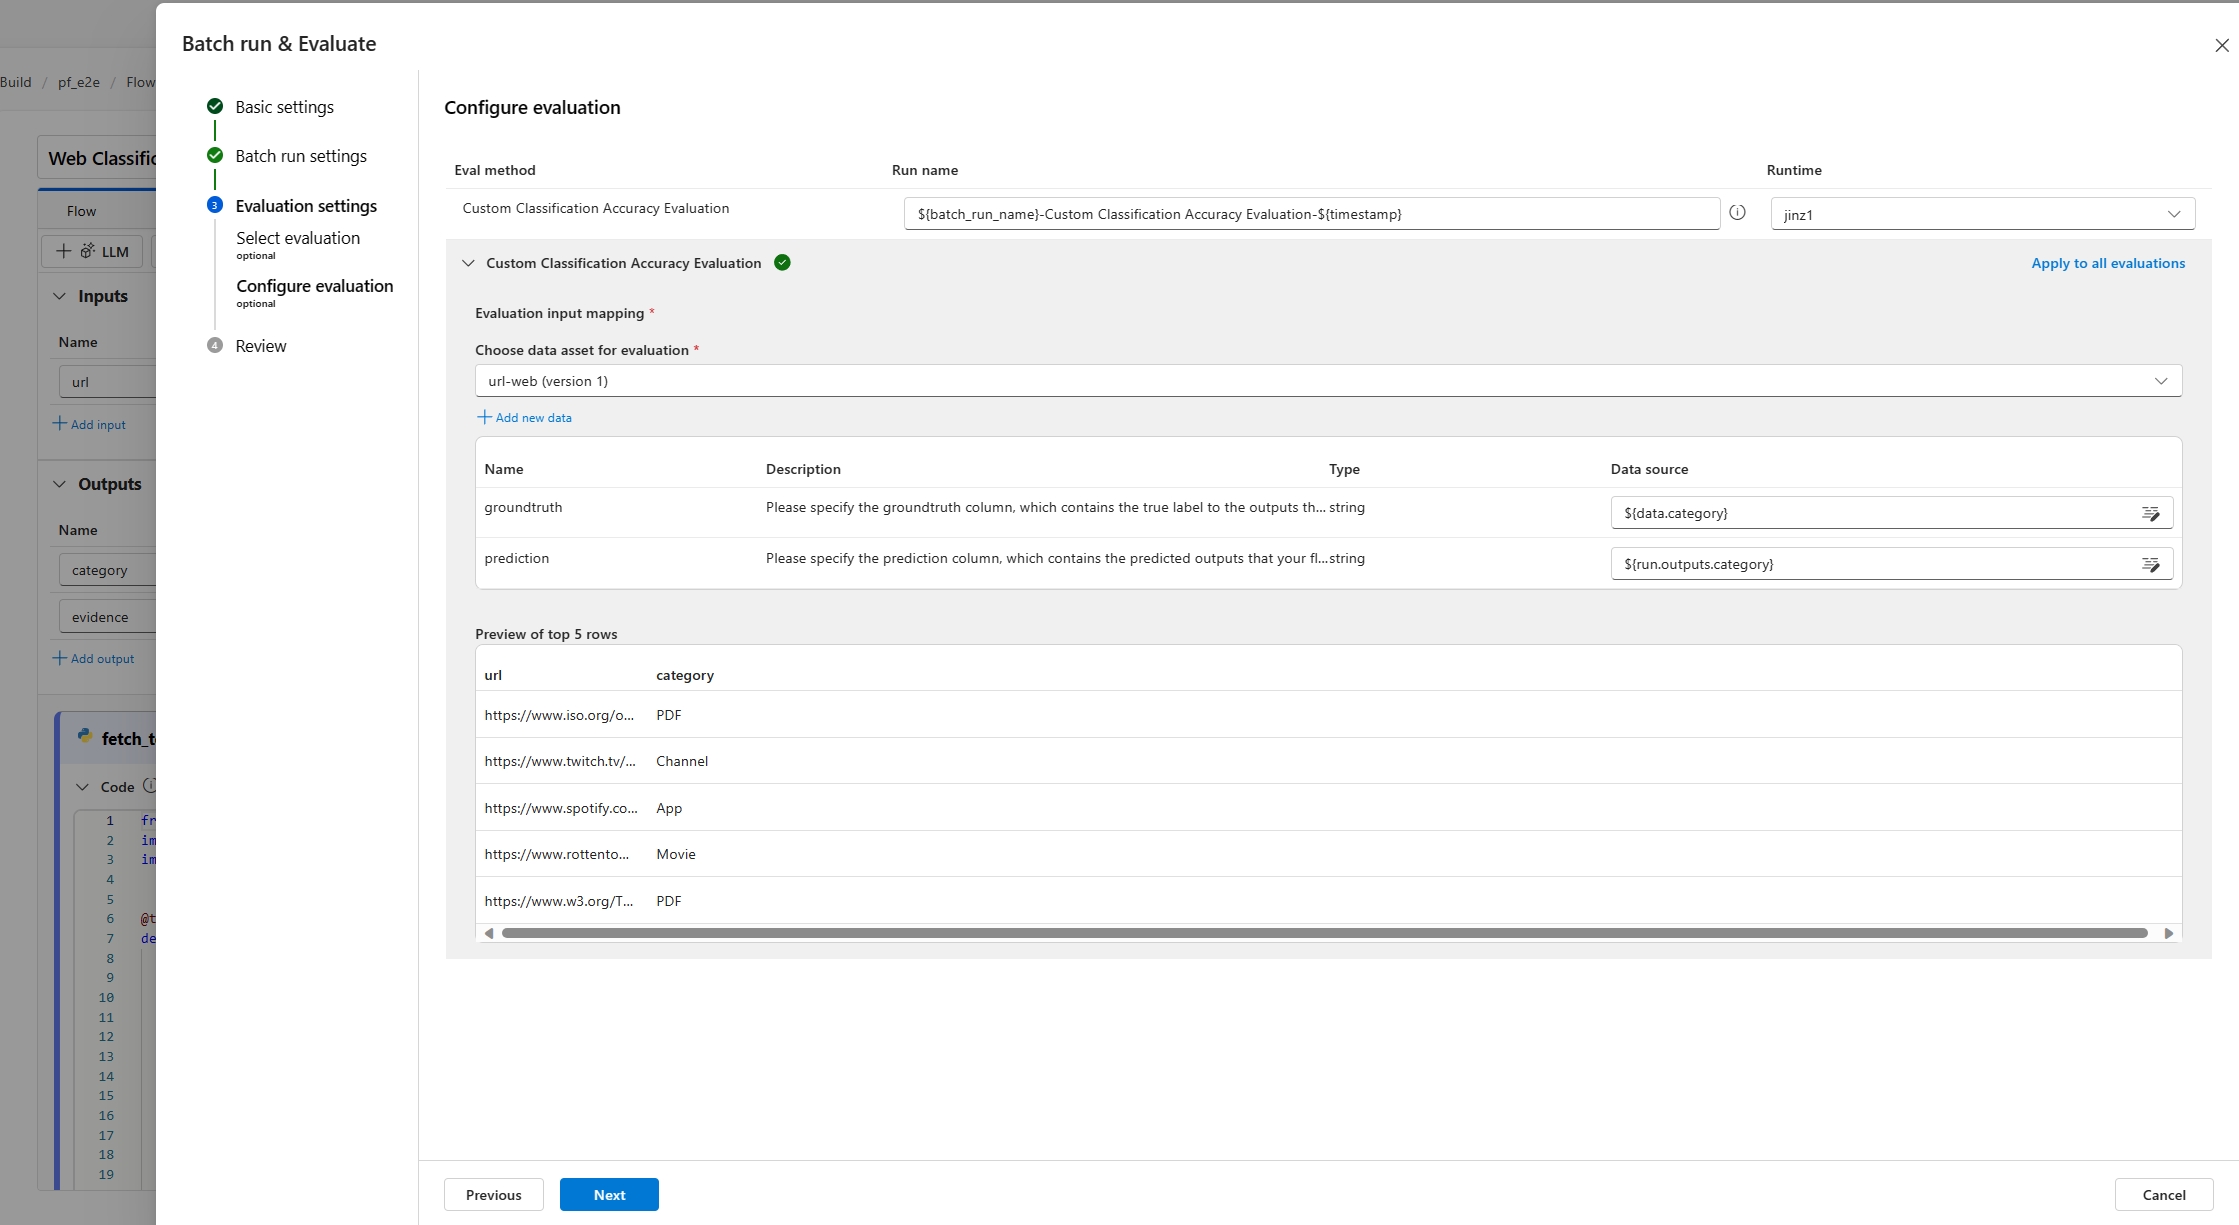 Batch run & Evaluate
Build / pf_e2e / Flow
Web Classific
Flow
LLM
Inputs
Name
url
Add input
Outputs
Name
category
evidence
Add output
fetch_te
Code
1 fr
2 im
3 im
4
5
6 @t
7 de
8
9
10
11
12
13
14
15
16
17
18
19
Basic settings
Batch run settings
3 Evaluation settings
Select evaluation
optional
Configure evaluation
optional
4 Review
Configure evaluation
Eval method Run name Runtime
Custom Classification Accuracy Evaluation ${batch_run_name}-Custom Classification Accuracy Evaluation-${timestamp} jinz1
Custom Classification Accuracy Evaluation Apply to all evaluations
Evaluation input mapping *
Choose data asset for evaluation *
url-web (version 1)
Add new data
Name Description Type Data source
groundtruth Please specify the groundtruth column, which contains the true label to the outputs th... string ${data.category}
prediction Please specify the prediction column, which contains the predicted outputs that your fl... string ${run.outputs.category}
Preview of top 5 rows
url category
https://www.iso.org/o... PDF
https://www.twitch.tv/... Channel
https://www.spotify.co... App
https://www.rottento... Movie
https://www.w3.org/T... PDF
Previous Next Cancel